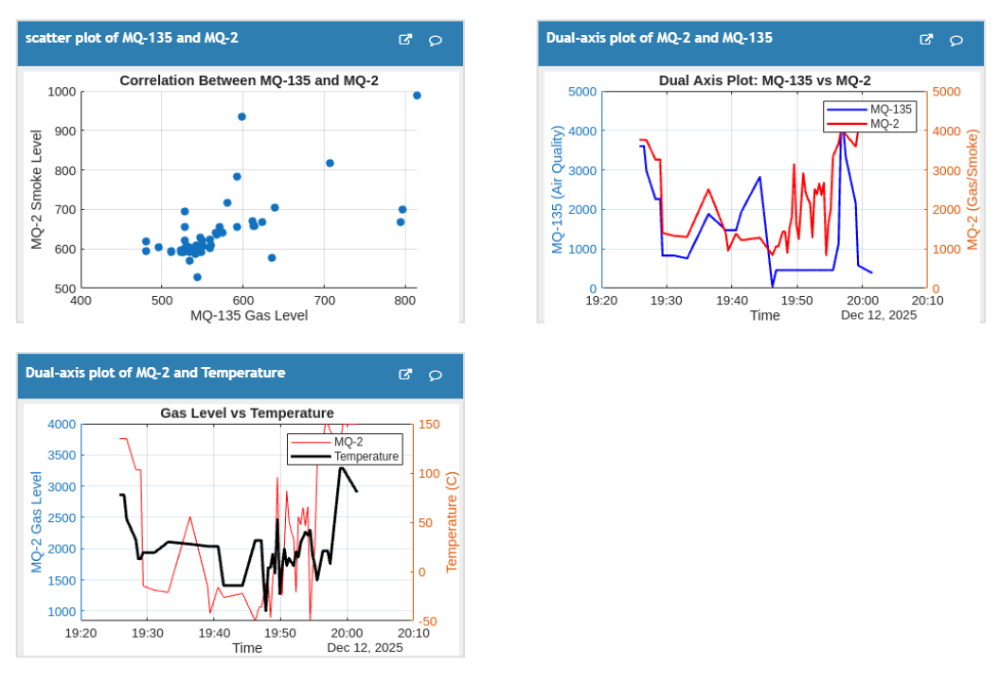 scatter plot of MQ-135 and MQ-2
Correlation Between MQ-135 and MQ-2
1000
900
800
700
600
500
MQ-2 Smoke Level
400 500 600 700 800
MQ-135 Gas Level
Dual-axis plot of MQ-2 and MQ-135
Dual Axis Plot: MQ-135 vs MQ-2
5000
4000
3000
2000
1000
0
MQ-135 (Air Quality)
MQ-135
MQ-2
5000
4000
3000
2000
1000
0
MQ-2 (Gas/Smoke)
19:20 19:30 19:40 19:50 20:00 20:10
Time
Dec 12, 2025
Dual-axis plot of MQ-2 and Temperature
Gas Level vs Temperature
4000
3500
3000
2500
2000
1500
1000
MQ-2 Gas Level
MQ-2
Temperature
150
100
50
0
-50
Temperature (C)
19:20 19:30 19:40 19:50 20:00 20:10
Time
Dec 12, 2025